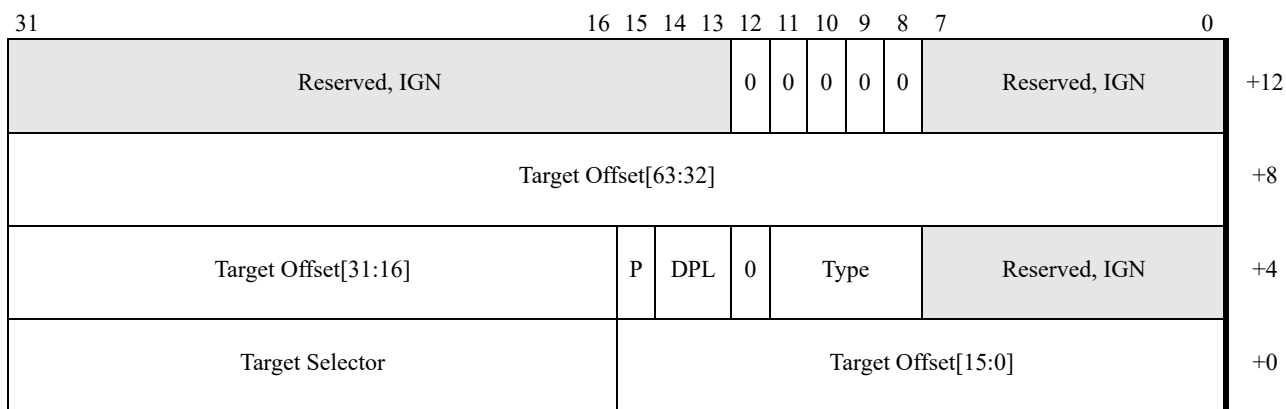 31 16 15 14 13 12 11 10 9 8 7 0
Reserved, IGN 0 0 0 0 0 Reserved, IGN +12
Target Offset[63:32] +8
Target Offset[31:16] P DPL 0 Type Reserved, IGN +4
Target Selector Target Offset[15:0] +0